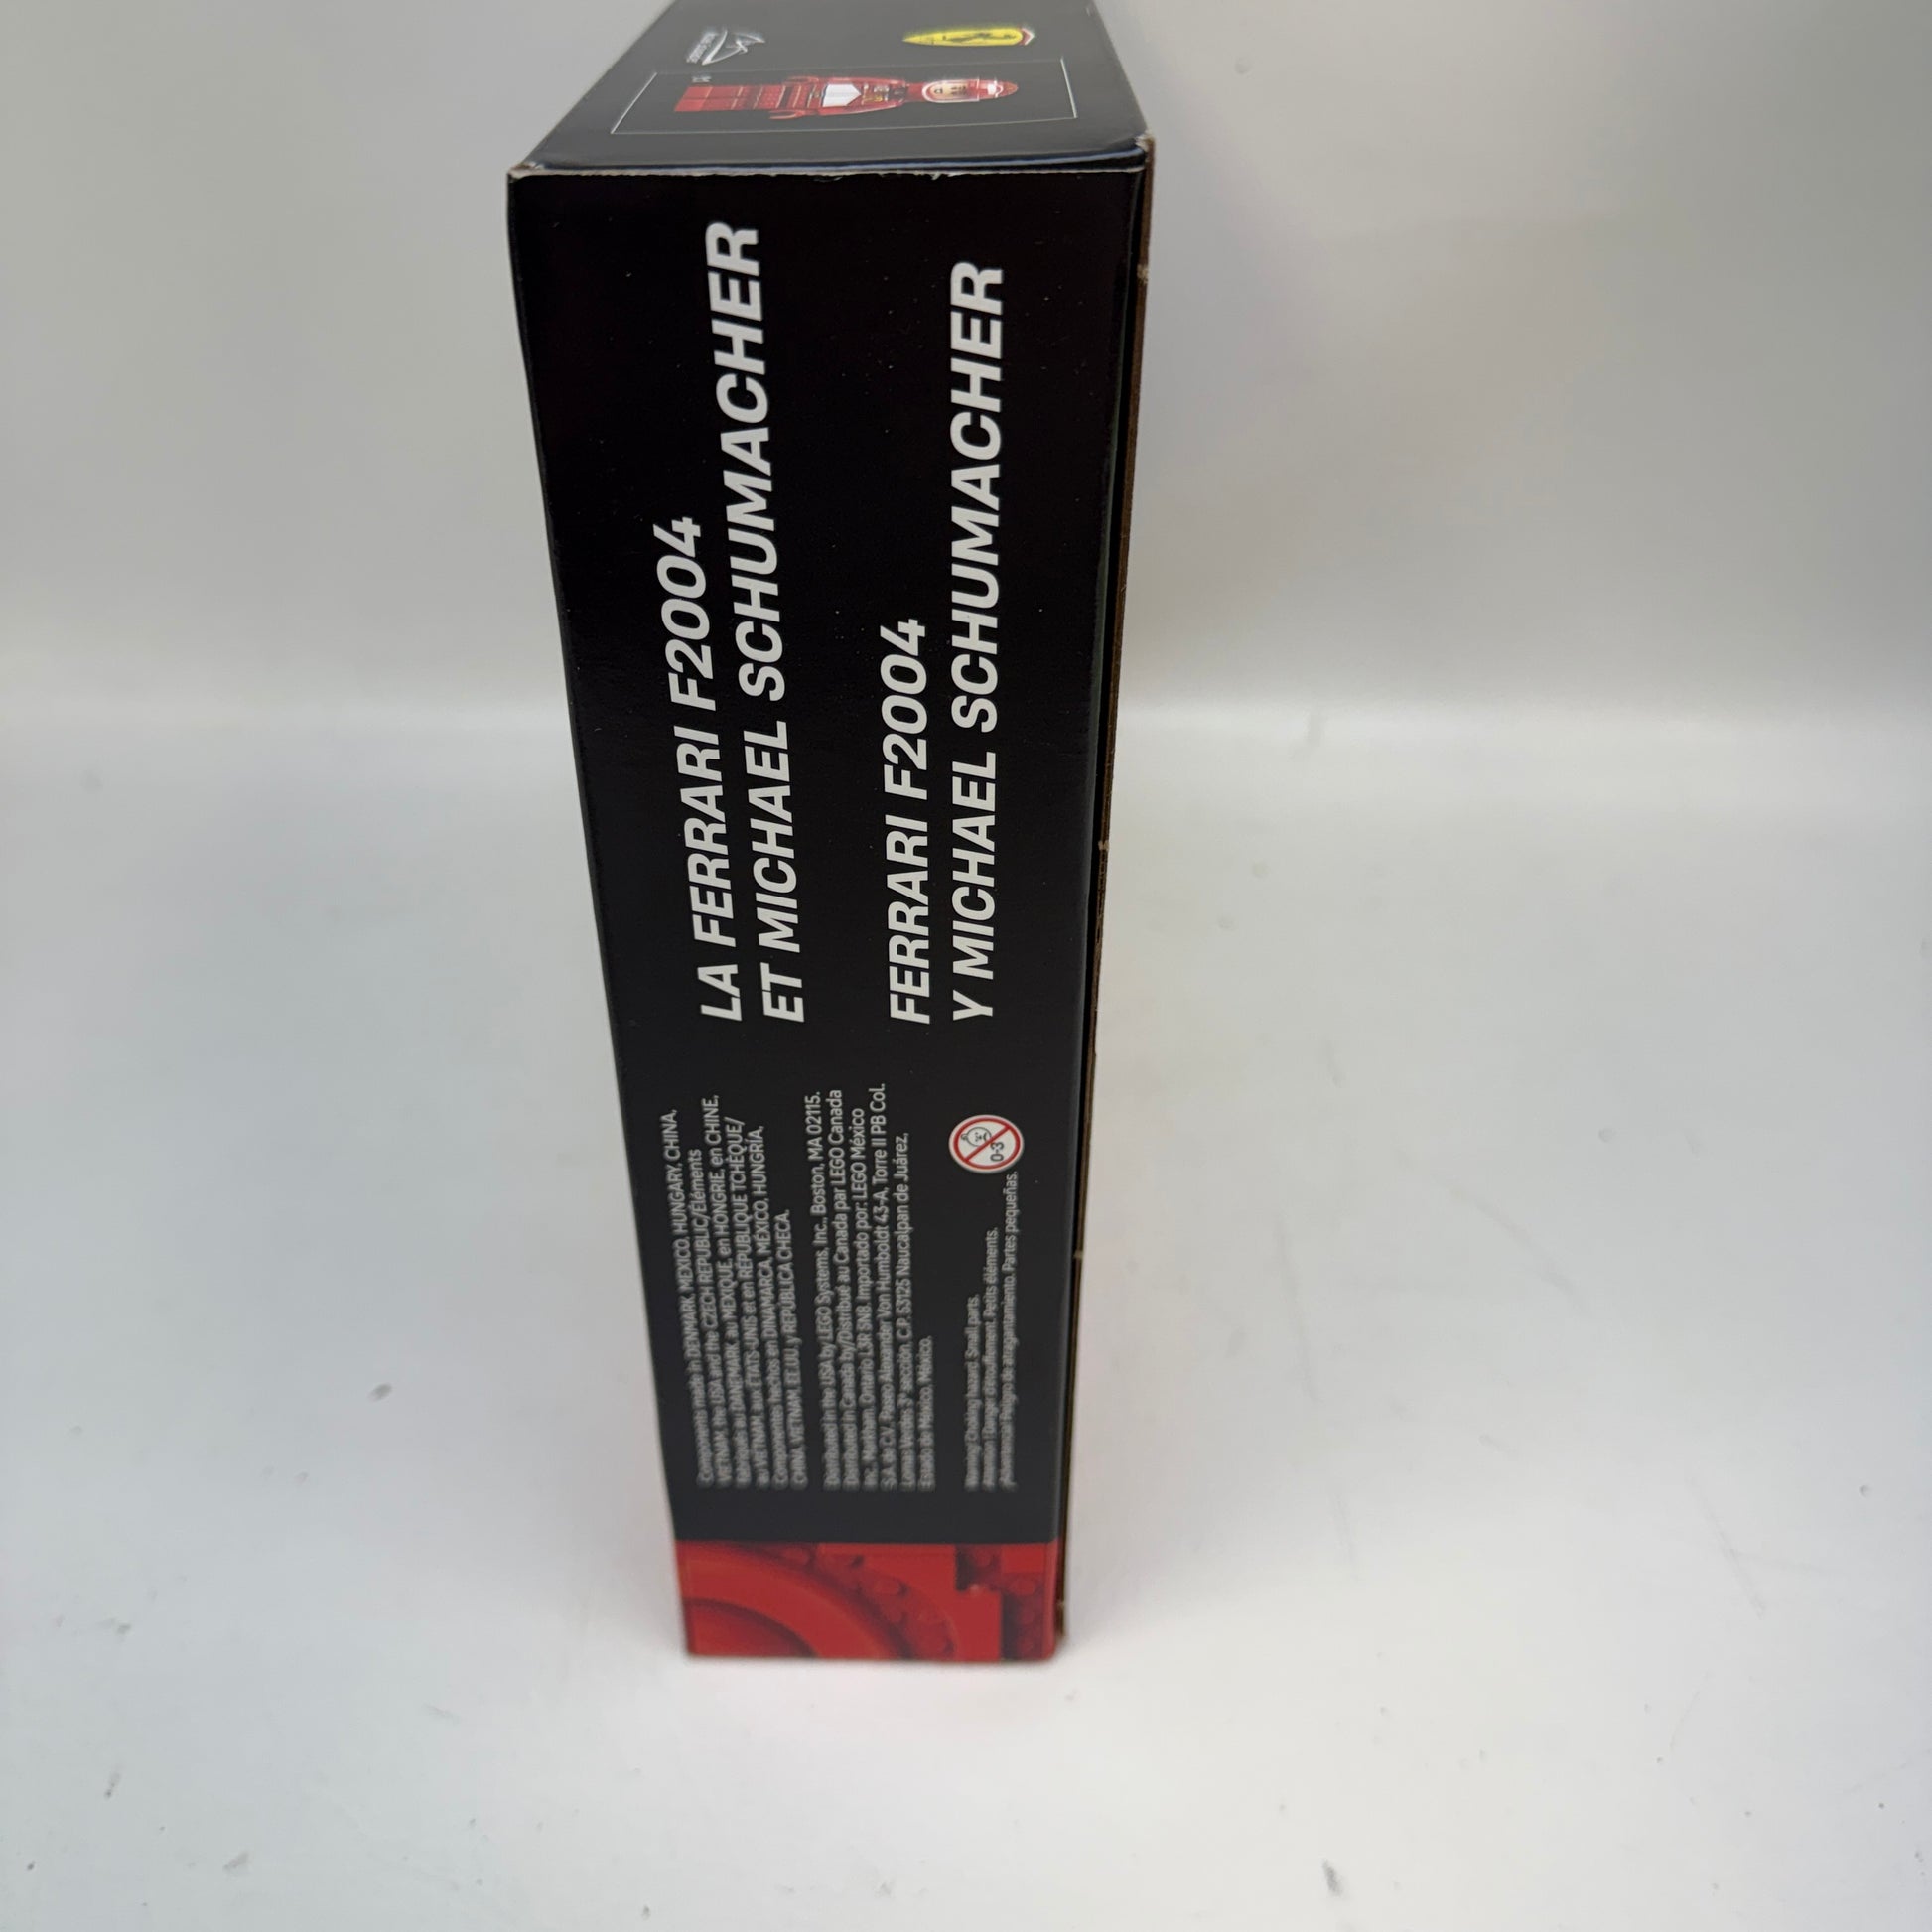 LA FERRARI F2004
ET MICHAEL SCHUMACHER
FERRARI F2004
Y MICHAEL SCHUMACHER
Components made in DENMARK, MEXICO, HUNGARY, CHINA,
VIETNAM, the USA and the CZECH REPUBLIC/Éléments
fabriqués au DANEMARK, au MEXIQUE, en HONGRIE, en CHINE,
au VIETNAM, aux ÉTATS-UNIS et en RÉPUBLIQUE TCHÈQUE/
Componentes hechos en DINAMARCA, MÉXICO, HUNGRÍA,
CHINA, VIETNAM, EE.UU. y REPÚBLICA CHECA.
Distributed in the USA by LEGO Systems, Inc., Boston, MA 02115.
Distributed in Canada by/Distribué au Canada par LEGO Canada
Inc. Markham, Ontario L3R 5N8. Importado por: LEGO México
S.A. de C.V. Paseo Alexander Von Humboldt 43-A, Torre II PB Col.
Lomas Verdes 3ª sección, C.P. 53125 Naucalpan de Juárez,
Estado de México. México.
Warning! Choking hazard. Small parts.
Attention ! Danger d'étouffement. Petits éléments.
¡Advertencia! Peligro de atragantamiento. Partes pequeñas.
0-3